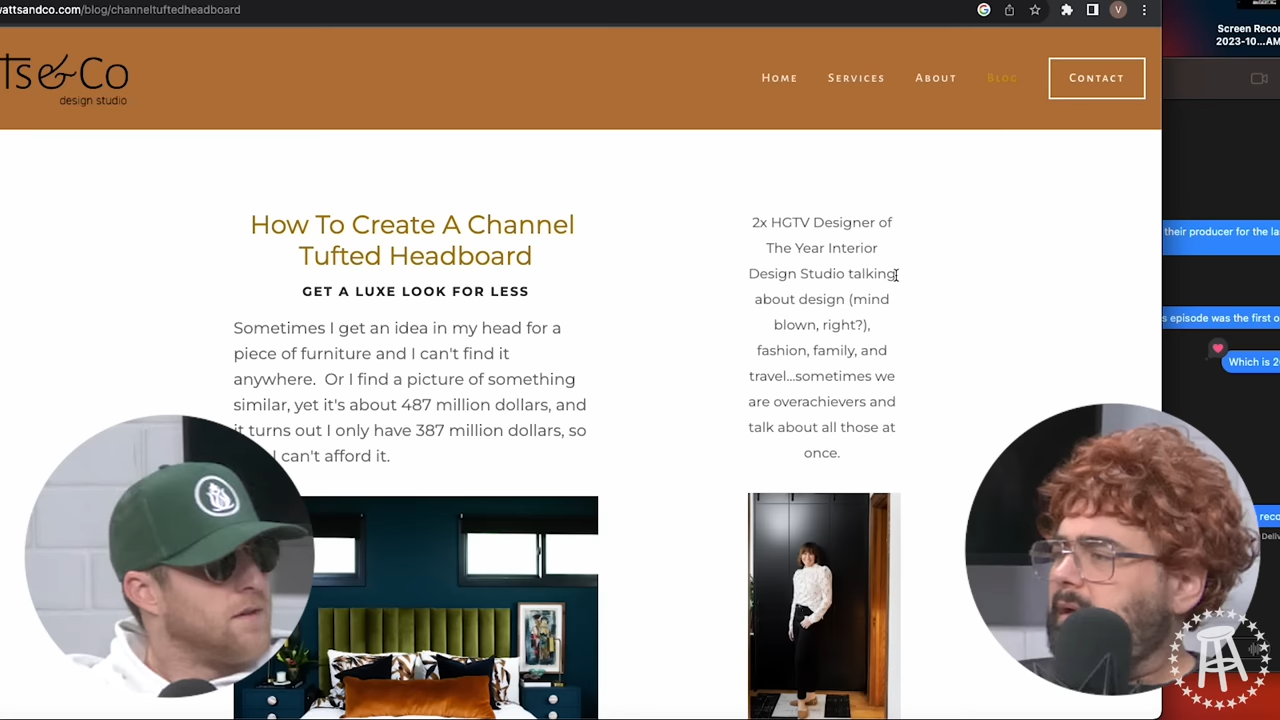 wattsandco.com/blog/channeltuftedheadboard
V
Screen Recor
2023-10...AM
ts&Co
design studio
Home
Services
About
Blog
Contact
How To Create A Channel
Tufted Headboard
GET A LUXE LOOK FOR LESS
Sometimes I get an idea in my head for a
piece of furniture and I can't find it
anywhere. Or I find a picture of something
similar, yet it's about 487 million dollars, and
it turns out I only have 387 million dollars, so
I can't afford it.
2x HGTV Designer of
The Year Interior
Design Studio talking
about design (mind
blown, right?),
fashion, family, and
travel...sometimes we
are overachievers and
talk about all those at
once.
their producer for the la
s episode was the first o
Which is 2
reco
Deliv